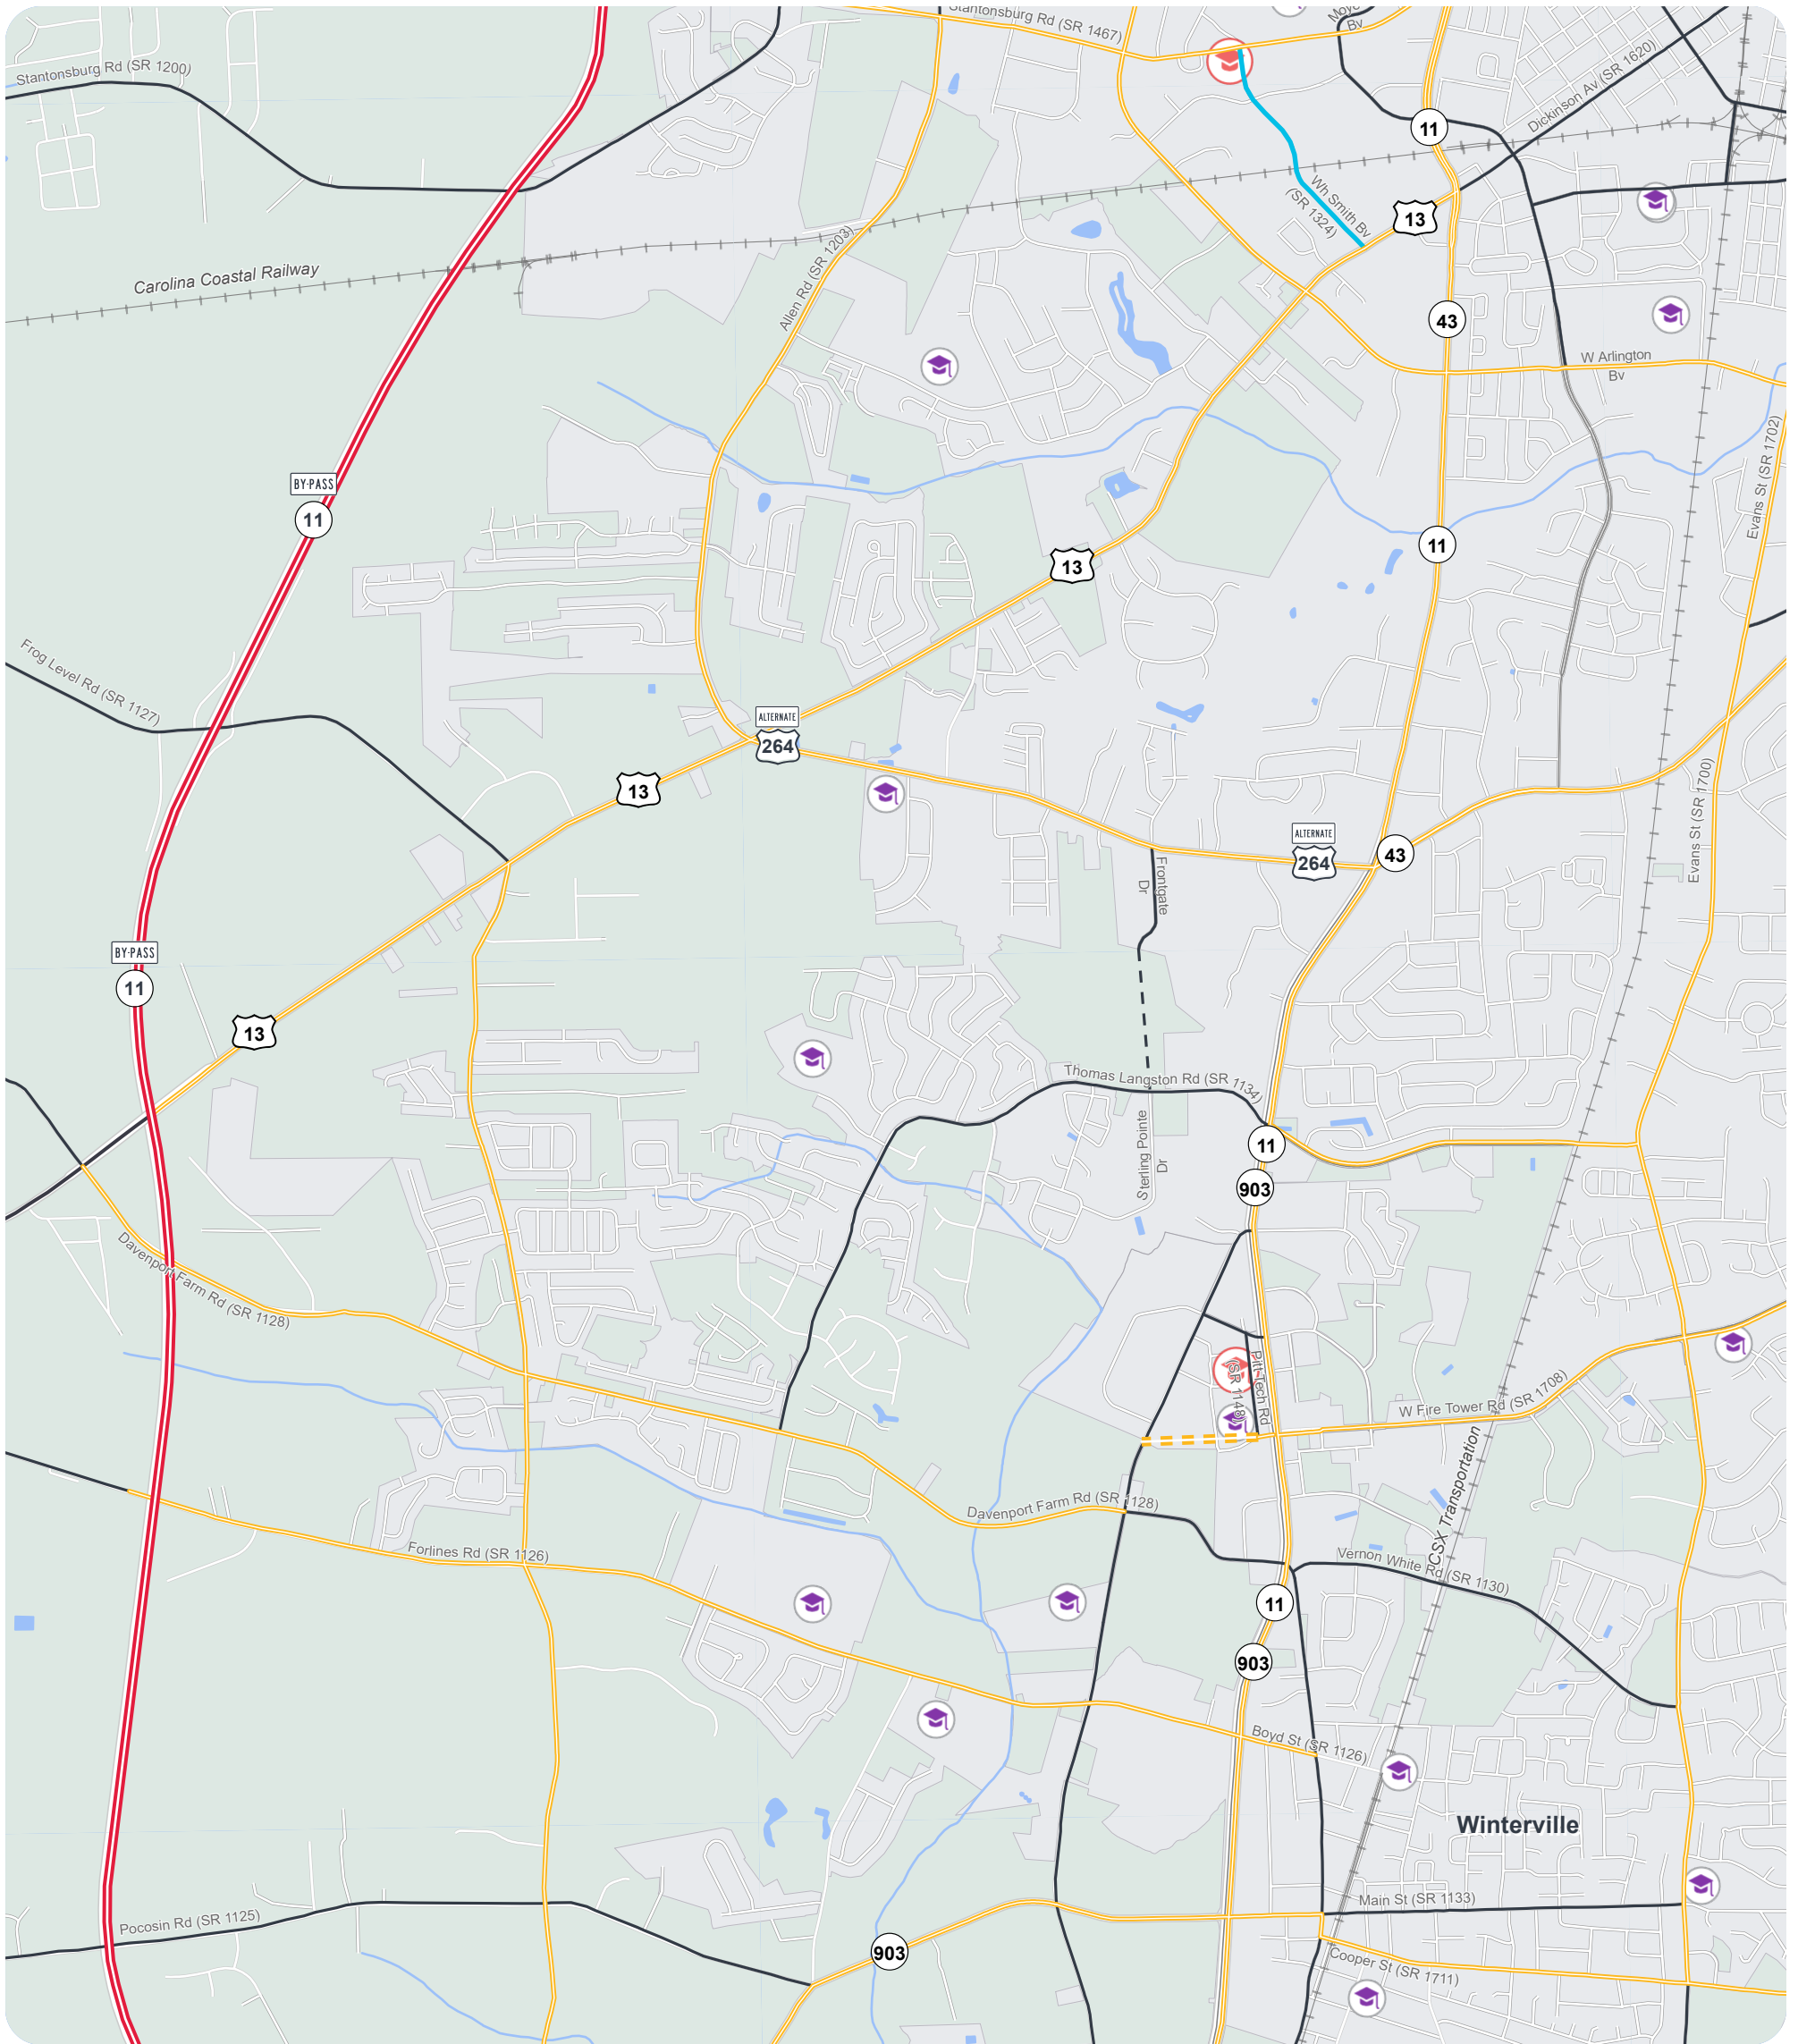 Stantonsburg Rd (SR 1467)
Moye
Bv
Stantonsburg Rd (SR 1200)
Dickinson Av (SR 1620)
11
Wh Smith Bv
(SR 1324)
13
Carolina Coastal Railway
Allen Rd (SR 1203)
43
W Arlington
Bv
Evans St (SR 1702)
BY-PASS
11
11
13
Frog Level Rd (SR 1127)
ALTERNATE
264
13
ALTERNATE
264
43
Evans St (SR 1700)
Frontgate
Dr
BY-PASS
11
13
Thomas Langston Rd (SR 1134)
Sterling Pointe
Dr
11
903
Davenport Farm Rd (SR 1128)
Pitt Tech Rd
(SR 1148)
W Fire Tower Rd (SR 1708)
CSX Transportation
Davenport Farm Rd (SR 1128)
Forlines Rd (SR 1126)
Vernon White Rd (SR 1130)
11
903
Boyd St (SR 1126)
Winterville
Main St (SR 1133)
Pocosin Rd (SR 1125)
903
Cooper St (SR 1711)